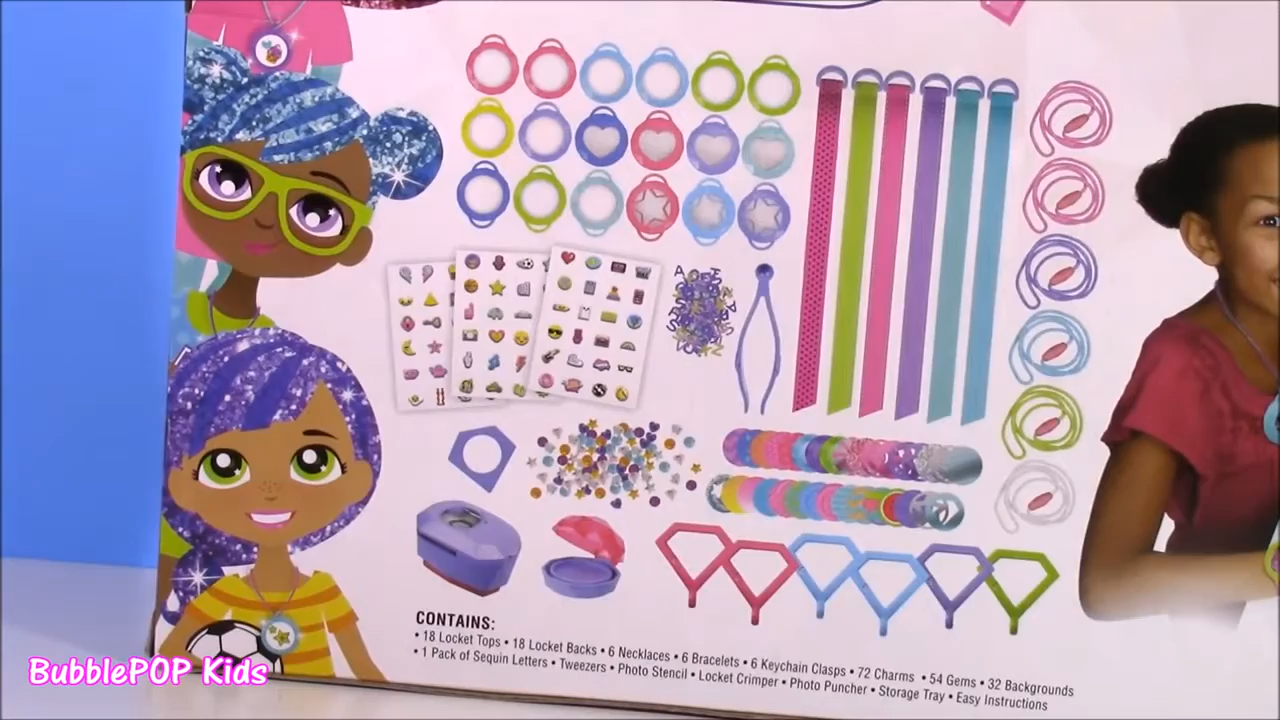 CONTAINS:
• 18 Locket Tops • 18 Locket Backs • 6 Necklaces • 6 Bracelets • 6 Keychain Clasps • 72 Charms • 54 Gems • 32 Backgrounds
• 1 Pack of Sequin Letters • Tweezers • Photo Stencil • Locket Crimper • Photo Puncher • Storage Tray • Easy Instructions
BubblePOP Kids